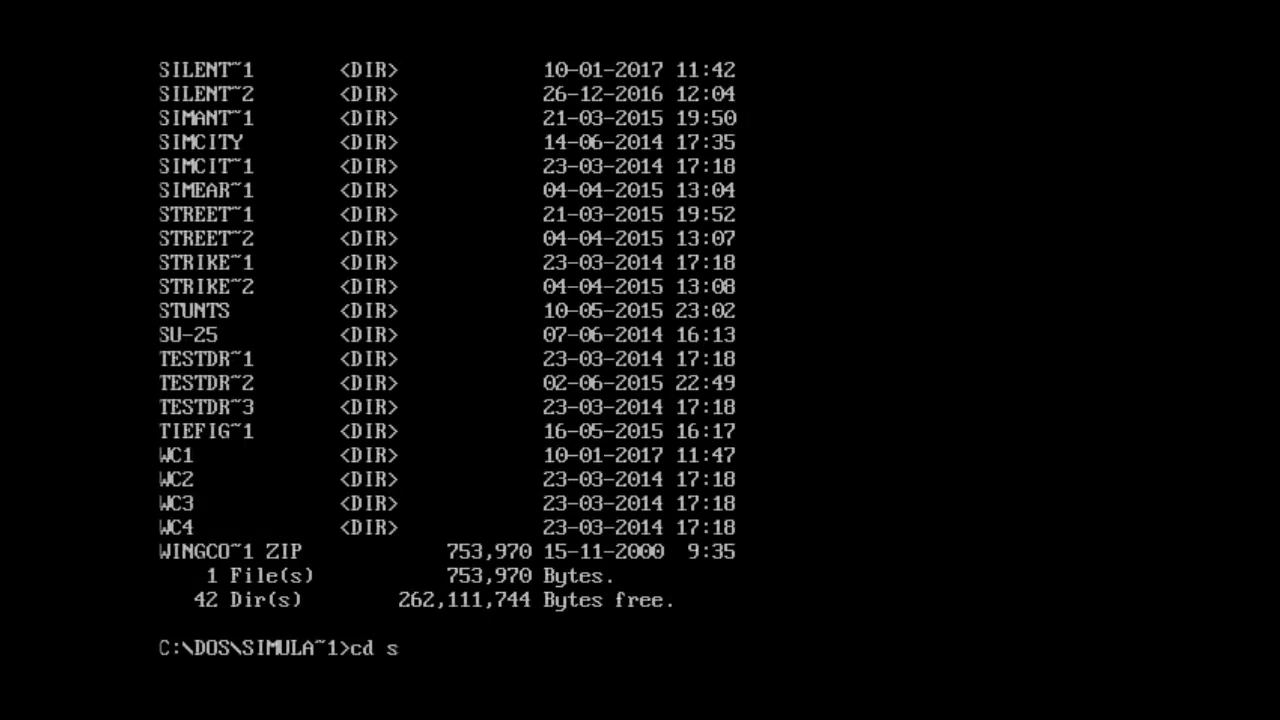 SILENT~1 <DIR> 10-01-2017 11:42
SILENT~2 <DIR> 26-12-2016 12:04
SIMANT~1 <DIR> 21-03-2015 19:50
SIMCITY <DIR> 14-06-2014 17:35
SIMCIT~1 <DIR> 23-03-2014 17:18
SIMEAR~1 <DIR> 04-04-2015 13:04
STREET~1 <DIR> 21-03-2015 19:52
STREET~2 <DIR> 04-04-2015 13:07
STRIKE~1 <DIR> 23-03-2014 17:18
STRIKE~2 <DIR> 04-04-2015 13:08
STUNTS <DIR> 10-05-2015 23:02
SU-25 <DIR> 07-06-2014 16:13
TESTDR~1 <DIR> 23-03-2014 17:18
TESTDR~2 <DIR> 02-06-2015 22:49
TESTDR~3 <DIR> 23-03-2014 17:18
TIEFIG~1 <DIR> 16-05-2015 16:17
WC1 <DIR> 10-01-2017 11:47
WC2 <DIR> 23-03-2014 17:18
WC3 <DIR> 23-03-2014 17:18
WC4 <DIR> 23-03-2014 17:18
WINGCO~1 ZIP 753,970 15-11-2000 9:35
1 File(s) 753,970 Bytes.
42 Dir(s) 262,111,744 Bytes free.
C:\DOS\SIMULA~1>cd s